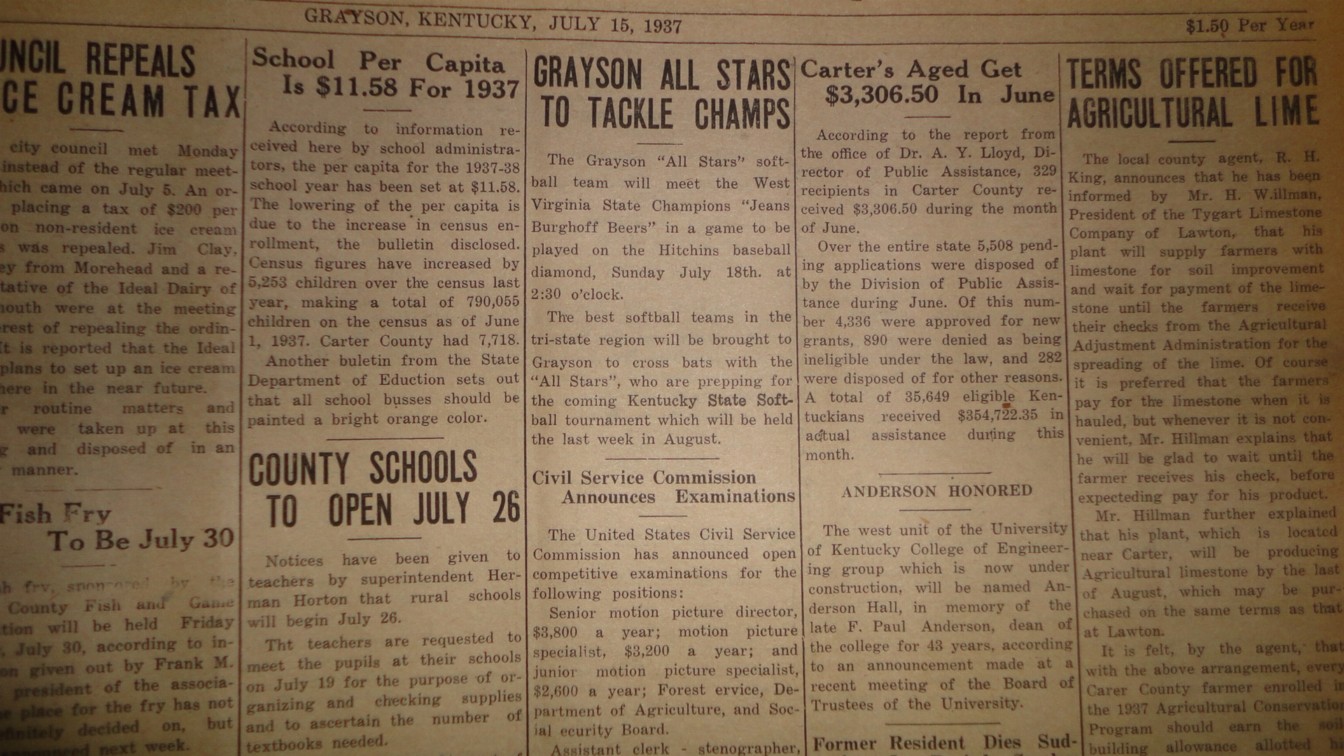 GRAYSON, KENTUCKY, JULY 15, 1937
$1.50 Per Year
UNCIL REPEALS
CE CREAM TAX
city council met Monday
instead of the regular meet-
hich came on July 5. An or-
placing a tax of $200 per
on non-resident ice cream
s was repealed. Jim Clay,
ey from Morehead and a re-
tative of the Ideal Dairy of
outh were at the meeting
rest of repealing the ordin-
It is reported that the Ideal
plans to set up an ice cream
here in the near future.
r routine matters and
were taken up at this
g and disposed of in an
manner.
Fish Fry
To Be July 30
sh fry, sponsored by the
County Fish and Game
tion will be held Friday
, July 30, according to in-
on given out by Frank M.
president of the associa-
e place for the fry has not
efinitely decided on, but
nounced next week.
School Per Capita
Is $11.58 For 1937
According to information re-
ceived here by school administra-
tors, the per capita for the 1937-38
school year has been set at $11.58.
The lowering of the per capita is
due to the increase in census en-
rollment, the bulletin disclosed.
Census figures have increased by
5,253 children over the census last
year, making a total of 790,055
children on the census as of June
1, 1937. Carter County had 7,718.
Another buletin from the State
Department of Eduction sets out
that all school busses should be
painted a bright orange color.
COUNTY SCHOOLS
TO OPEN JULY 26
Notices have been given to
teachers by superintendent Her-
man Horton that rural schools
will begin July 26.
Tht teachers are requested to
meet the pupils at their schools
on July 19 for the purpose of or-
ganizing and checking supplies
and to ascertain the number of
textbooks needed.
GRAYSON ALL STARS
TO TACKLE CHAMPS
The Grayson "All Stars" soft-
ball team will meet the West
Virginia State Champions "Jeans
Burghoff Beers" in a game to be
played on the Hitchins baseball
diamond, Sunday July 18th. at
2:30 o'clock.
The best softball teams in the
tri-state region will be brought to
Grayson to cross bats with the
"All Stars", who are prepping for
the coming Kentucky State Soft-
ball tournament which will be held
the last week in August.
Civil Service Commission
Announces Examinations
The United States Civil Service
Commission has announced open
competitive examinations for the
following positions:
Senior motion picture director,
$3,800 a year; motion picture
specialist, $3,200 a year; and
junior motion picture specialist,
$2,600 a year; Forest ervice, De-
partment of Agriculture, and Soc-
ial ecurity Board.
Assistant clerk - stenographer,
Carter's Aged Get
$3,306.50 In June
According to the report from
the office of Dr. A. Y. Lloyd, Di-
rector of Public Assistance, 329
recipients in Carter County re-
ceived $3,306.50 during the month
of June.
Over the entire state 5,508 pend-
ing applications were disposed of
by the Division of Public Assis-
tance during June. Of this num-
ber 4,336 were approved for new
grants, 890 were denied as being
ineligible under the law, and 282
were disposed of for other reasons.
A total of 35,649 eligible Ken-
tuckians received $354,722.35 in
actual assistance during this
month.
ANDERSON HONORED
The west unit of the University
of Kentucky College of Engineer-
ing group which is now under
construction, will be named An-
derson Hall, in memory of the
late F. Paul Anderson, dean of
the college for 43 years, according
to an announcement made at a
recent meeting of the Board of
Trustees of the University.
Former Resident Dies Sud-
TERMS OFFERED FOR
AGRICULTURAL LIME
The local county agent, R. H.
King, announces that he has been
informed by Mr. H. W.illman,
President of the Tygart Limestone
Company of Lawton, that his
plant will supply farmers with
limestone for soil improvement
and wait for payment of the lime-
stone until the farmers receive
their checks from the Agricultural
Adjustment Administration for the
spreading of the lime. Of course
it is preferred that the farmers
pay for the limestone when it is
hauled, but whenever it is not con-
venient, Mr. Hillman explains that
he will be glad to wait until the
farmer receives his check, before
expecteding pay for his product.
Mr. Hillman further explained
that his plant, which is located
near Carter, will be producing
Agricultural limestone by the last
of August, which may be pur-
chased on the same terms as that
at Lawton.
It is felt, by the agent, that
with the above arrangement, every
Carer County farmer enrolled in
the 1937 Agricultural Conservation
Program should earn the soil
building allowance allotted